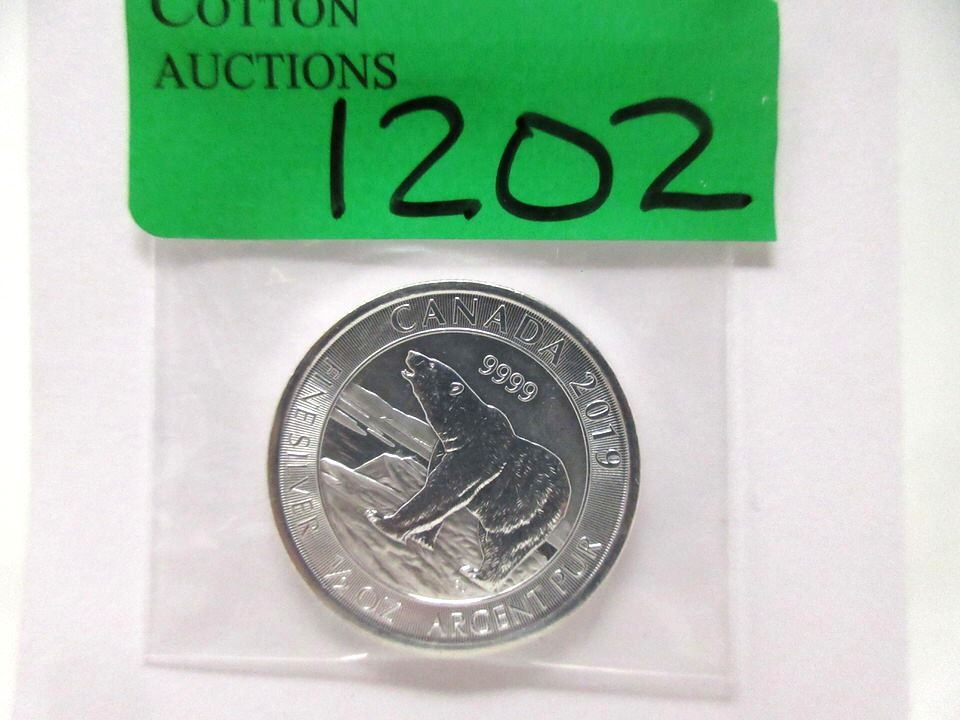 COTTON
AUCTIONS
1202
CANADA 2019
9999
FINE SILVER 1/2 OZ ARGENT PUR